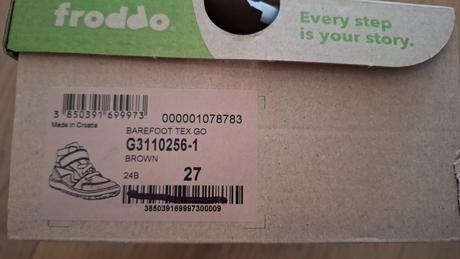 froddo
Every step
is your story.
3 850391 699973
000001078783
Made in Croatia
BAREFOOT TEX GO
G3110256-1
BROWN
24B
27
385039169997300009